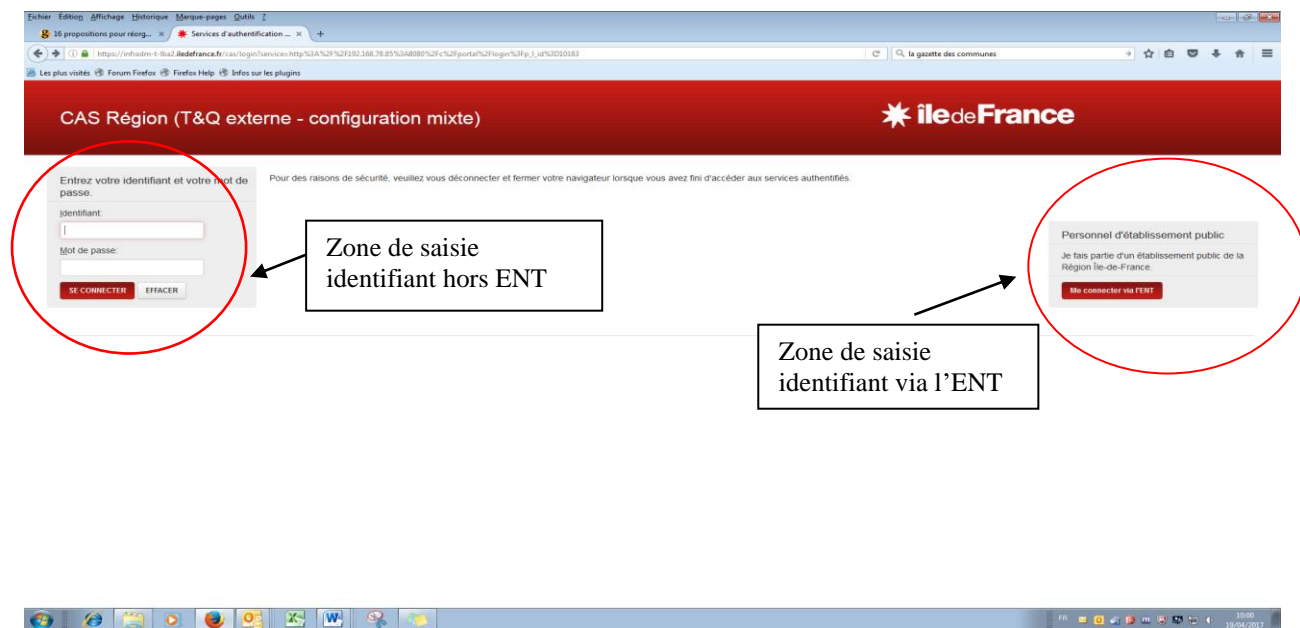 Fichier Édition Affichage Historique Marque-pages Outils ?
16 propositions pour réorg... × Services d'authentification ... × +
https://infradm-t-lba2.iledefrance.fr/cas/login?service=http%3A%2F%2F192.168.78.85%3A8080%2Fc%2Fportal%2Flogin%3Fp_l_id%3D10183 la gazette des communes
Les plus visités Forum Firefox Firefox Help Infos sur les plugins
CAS Région (T&Q externe - configuration mixte) îledeFrance
Entrez votre identifiant et votre mot de
passe.
Identifiant:
Mot de passe:
SE CONNECTER EFFACER
Pour des raisons de sécurité, veuillez vous déconnecter et fermer votre navigateur lorsque vous avez fini d'accéder aux services authentifiés.
Zone de saisie
identifiant hors ENT
Personnel d'établissement public
Je fais partie d'un établissement public de la
Région Île-de-France.
Me connecter via l'ENT
Zone de saisie
identifiant via l'ENT
FR 10:00
19/04/2017